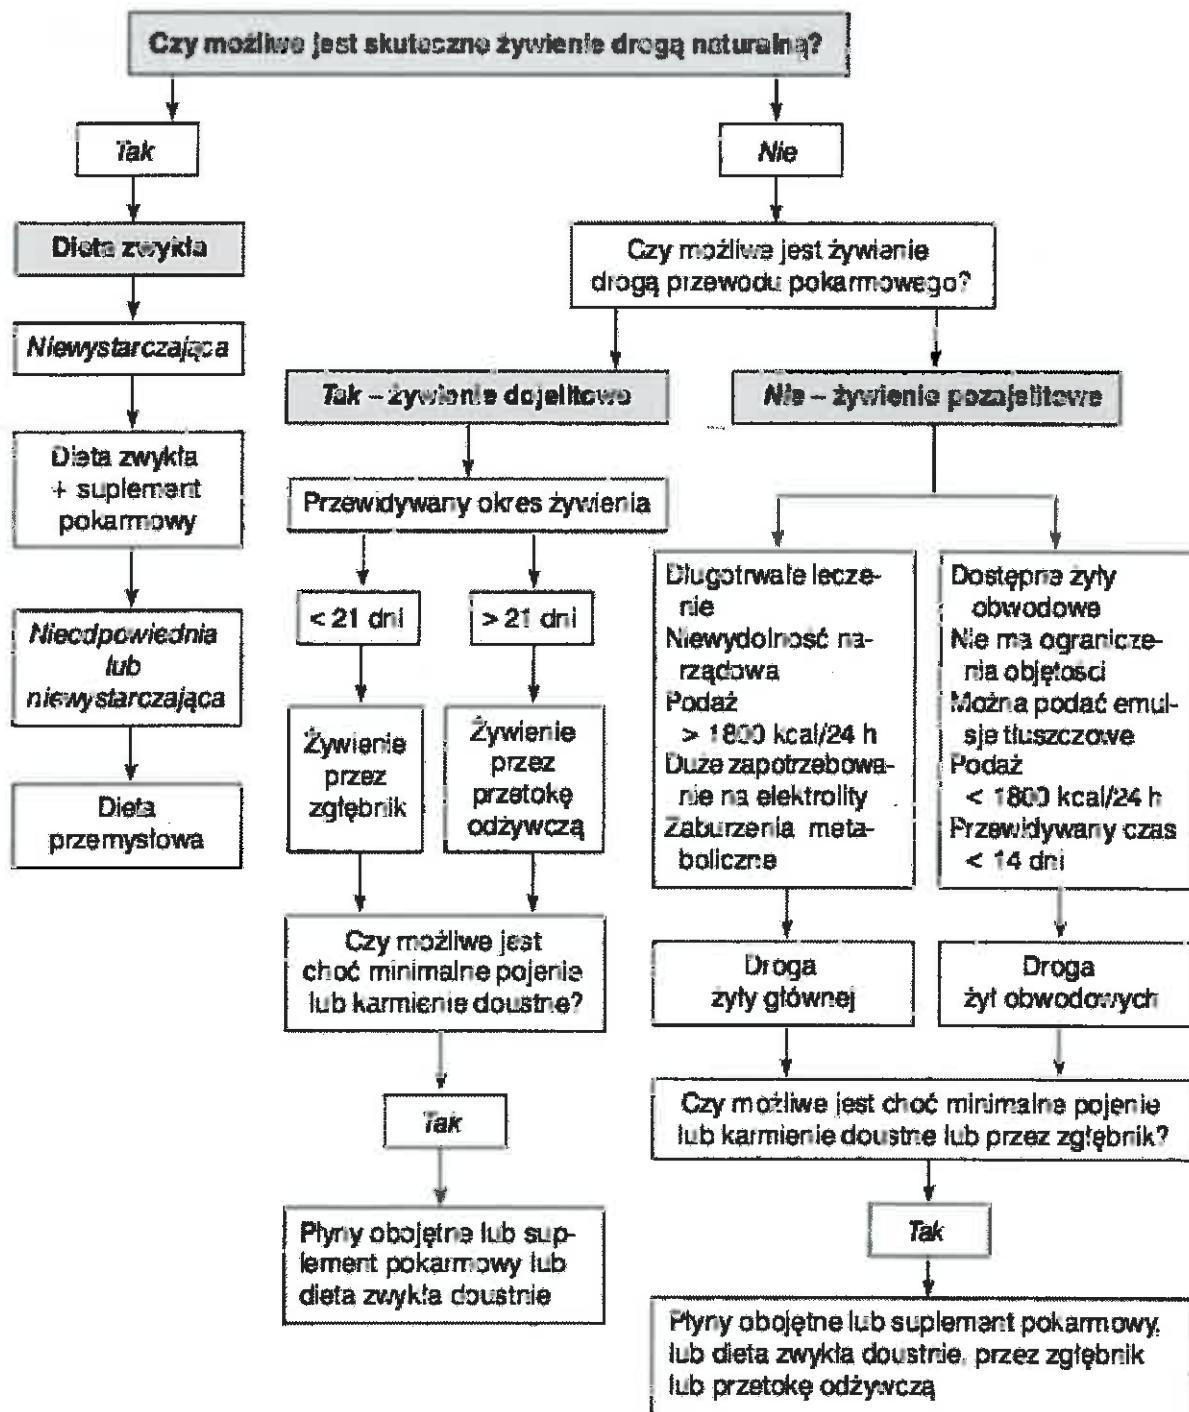 Czy możliwe jest skuteczne żywienie drogą naturalną?
Tak
Nie
Dieta zwykła
Czy możliwe jest żywienie
drogą przewodu pokarmowego?
Niewystarczająca
Tak – żywienie dojelitowe
Nie – żywienie pozajelitowe
Dieta zwykła
+ suplement
pokarmowy
Przewidywany okres żywienia
Nieodpowiednia
lub
niewystarczająca
< 21 dni
> 21 dni
Dieta
przemysłowa
Żywienie
przez
zgłębnik
Żywienie
przez
przetokę
odżywczą
Długotrwałe lecze-
nie
Niewydolność na-
rządowa
Podaż
> 1800 kcal/24 h
Duże zapotrzebowa-
nie na elektrolity
Zaburzenia meta-
boliczne
Dostępne żyły
obwodowe
Nie ma ogranicze-
nia objętości
Można podać emul-
sje tłuszczowe
Podaż
< 1800 kcal/24 h
Przewidywany czas
< 14 dni
Czy możliwe jest
choć minimalne pojenie
lub karmienie doustne?
Droga
żyły głównej
Droga
żył obwodowych
Tak
Czy możliwe jest choć minimalne pojenie
lub karmienie doustne lub przez zgłębnik?
Płyny obojętne lub sup-
lement pokarmowy lub
dieta zwykła doustnie
Tak
Płyny obojętne lub suplement pokarmowy,
lub dieta zwykła doustnie, przez zgłębnik
lub przetokę odżywczą